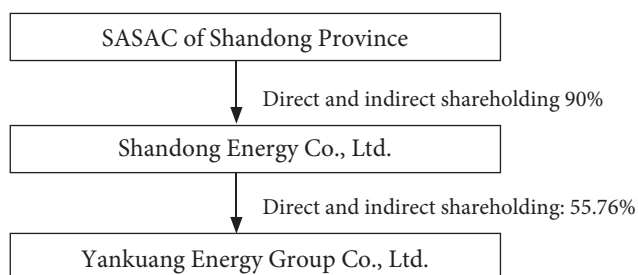 SASAC of Shandong Province
Direct and indirect shareholding 90%
Shandong Energy Co., Ltd.
Direct and indirect shareholding: 55.76%
Yankuang Energy Group Co., Ltd.